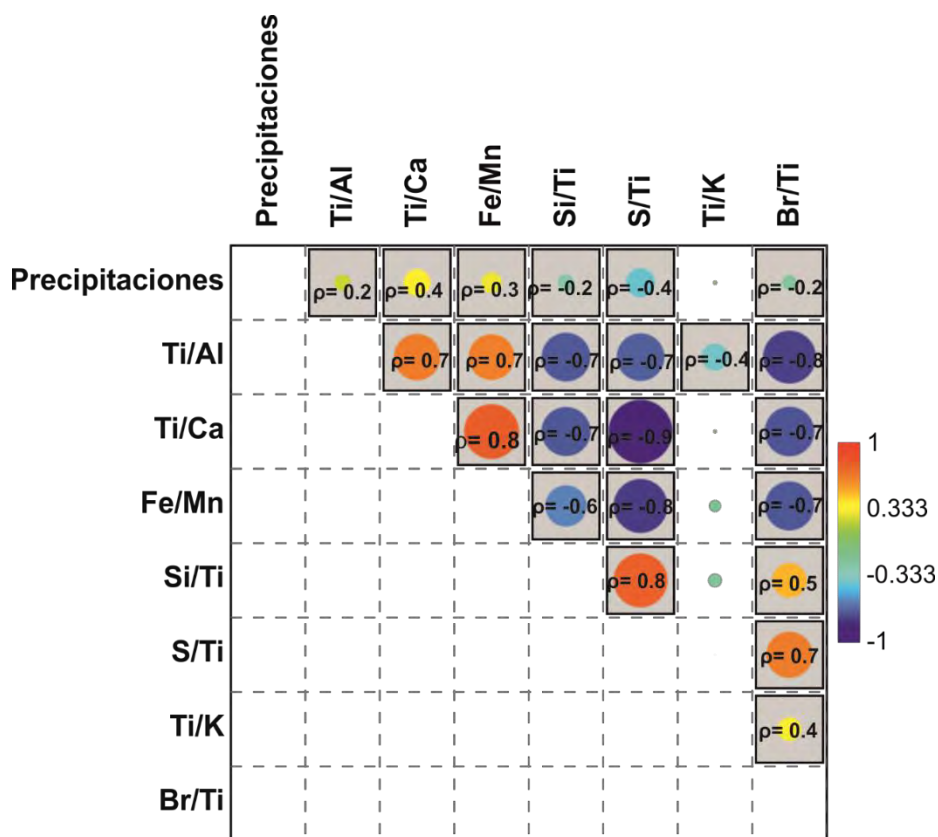 Precipitaciones Ti/Al Ti/Ca Fe/Mn Si/Ti S/Ti Ti/K Br/Ti
Precipitaciones ρ= 0.2 ρ= 0.4 ρ= 0.3 ρ= -0.2 ρ= -0.4 ρ= -0.2
Ti/Al ρ= 0.7 ρ= 0.7 ρ= -0.7 ρ= -0.7 ρ= -0.4 ρ= -0.8
Ti/Ca ρ= 0.8 ρ= -0.7 ρ= -0.9 ρ= -0.7
Fe/Mn ρ= -0.6 ρ= -0.8 ρ= -0.7
Si/Ti ρ= 0.8 ρ= 0.5
S/Ti ρ= 0.7
Ti/K ρ= 0.4
Br/Ti
1
0.333
-0.333
-1